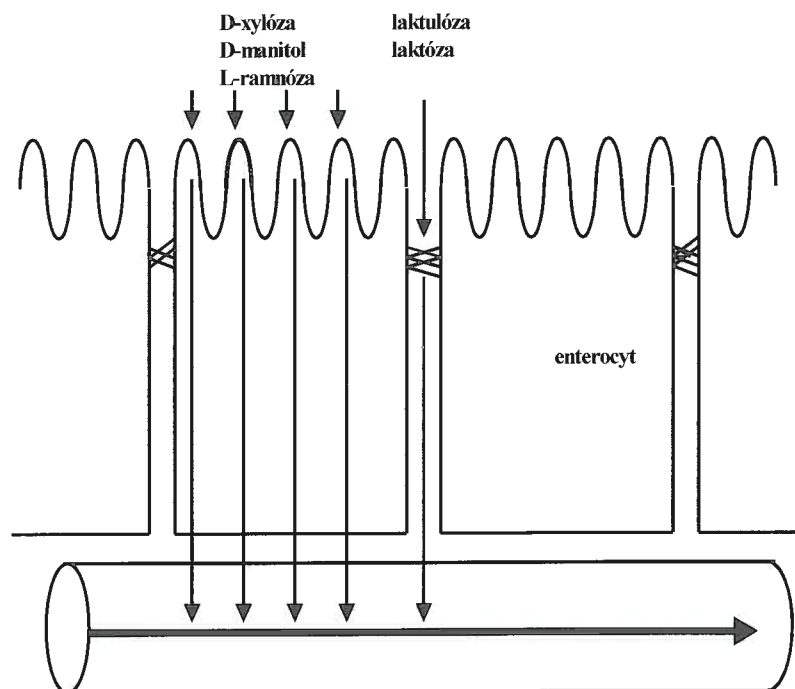 D-xylóza
D-manitol
L-ramnóza
laktulóza
laktóza
enterocyt